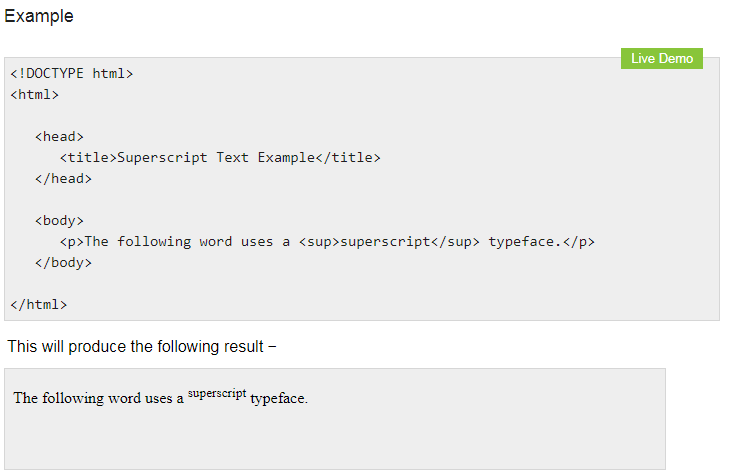 Example
Live Demo
<!DOCTYPE html>
<html>
<head>
<title>Superscript Text Example</title>
</head>
<body>
<p>The following word uses a <sup>superscript</sup> typeface.</p>
</body>
</html>
This will produce the following result −
The following word uses a superscript typeface.